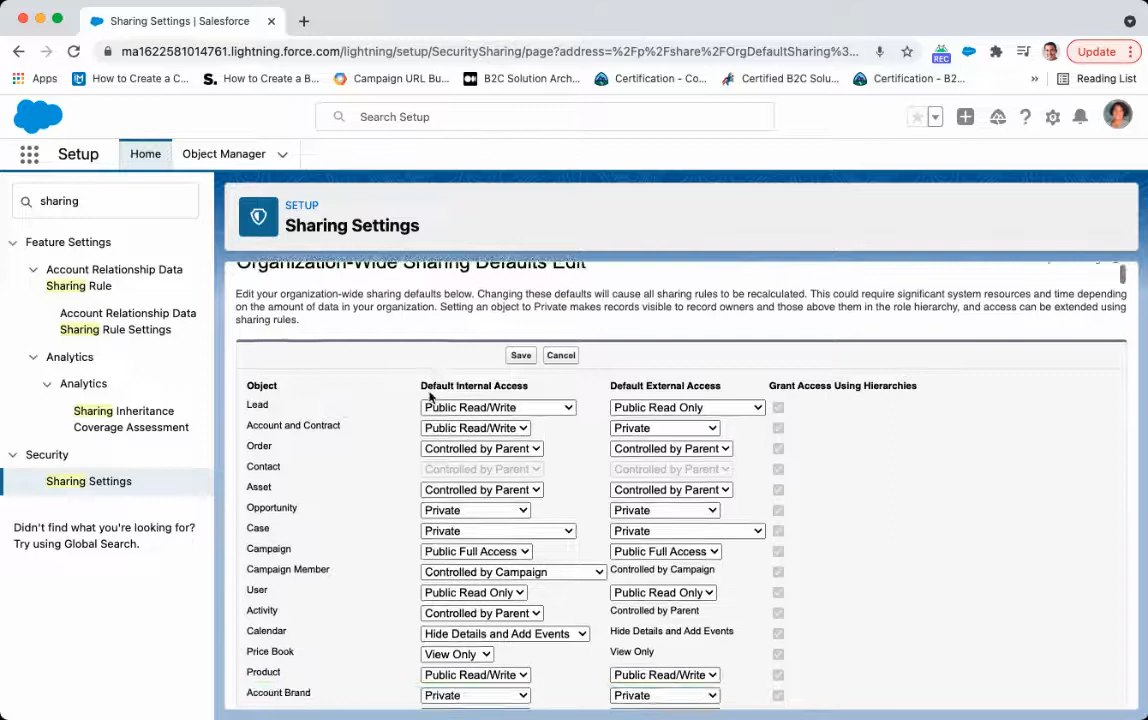 Sharing Settings | Salesforce
ma1622581014761.lightning.force.com/lightning/setup/SecuritySharing/page?address=%2Fp%2Fshare%2FOrgDefaultSharing%3...
REC
Update
Apps
How to Create a C...
S. How to Create a B...
Campaign URL Bu...
B2C Solution Arch...
Certification - Co...
Certified B2C Solu...
Certification - B2...
»
Reading List
Search Setup
Setup
Home
Object Manager
sharing
Feature Settings
Account Relationship Data
Sharing Rule
Account Relationship Data
Sharing Rule Settings
Analytics
Analytics
Sharing Inheritance
Coverage Assessment
Security
Sharing Settings
Didn't find what you're looking for?
Try using Global Search.
SETUP
Sharing Settings
Organization-Wide Sharing Defaults Edit
Edit your organization-wide sharing defaults below. Changing these defaults will cause all sharing rules to be recalculated. This could require significant system resources and time depending
on the amount of data in your organization. Setting an object to Private makes records visible to record owners and those above them in the role hierarchy, and access can be extended using
sharing rules.
Save Cancel
Object Default Internal Access Default External Access Grant Access Using Hierarchies
Lead Public Read/Write Public Read Only
Account and Contract Public Read/Write Private
Order Controlled by Parent Controlled by Parent
Contact Controlled by Parent Controlled by Parent
Asset Controlled by Parent Controlled by Parent
Opportunity Private Private
Case Private Private
Campaign Public Full Access Public Full Access
Campaign Member Controlled by Campaign Controlled by Campaign
User Public Read Only Public Read Only
Activity Controlled by Parent Controlled by Parent
Calendar Hide Details and Add Events Hide Details and Add Events
Price Book View Only View Only
Product Public Read/Write Public Read/Write
Account Brand Private Private